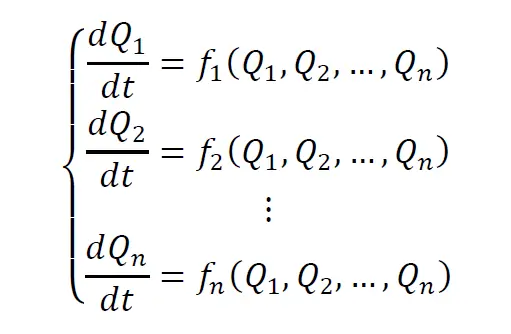 dQ₁/dt = f₁(Q₁, Q₂, …, Qₙ)
dQ₂/dt = f₂(Q₁, Q₂, …, Qₙ)
⋮
dQₙ/dt = fₙ(Q₁, Q₂, …, Qₙ)